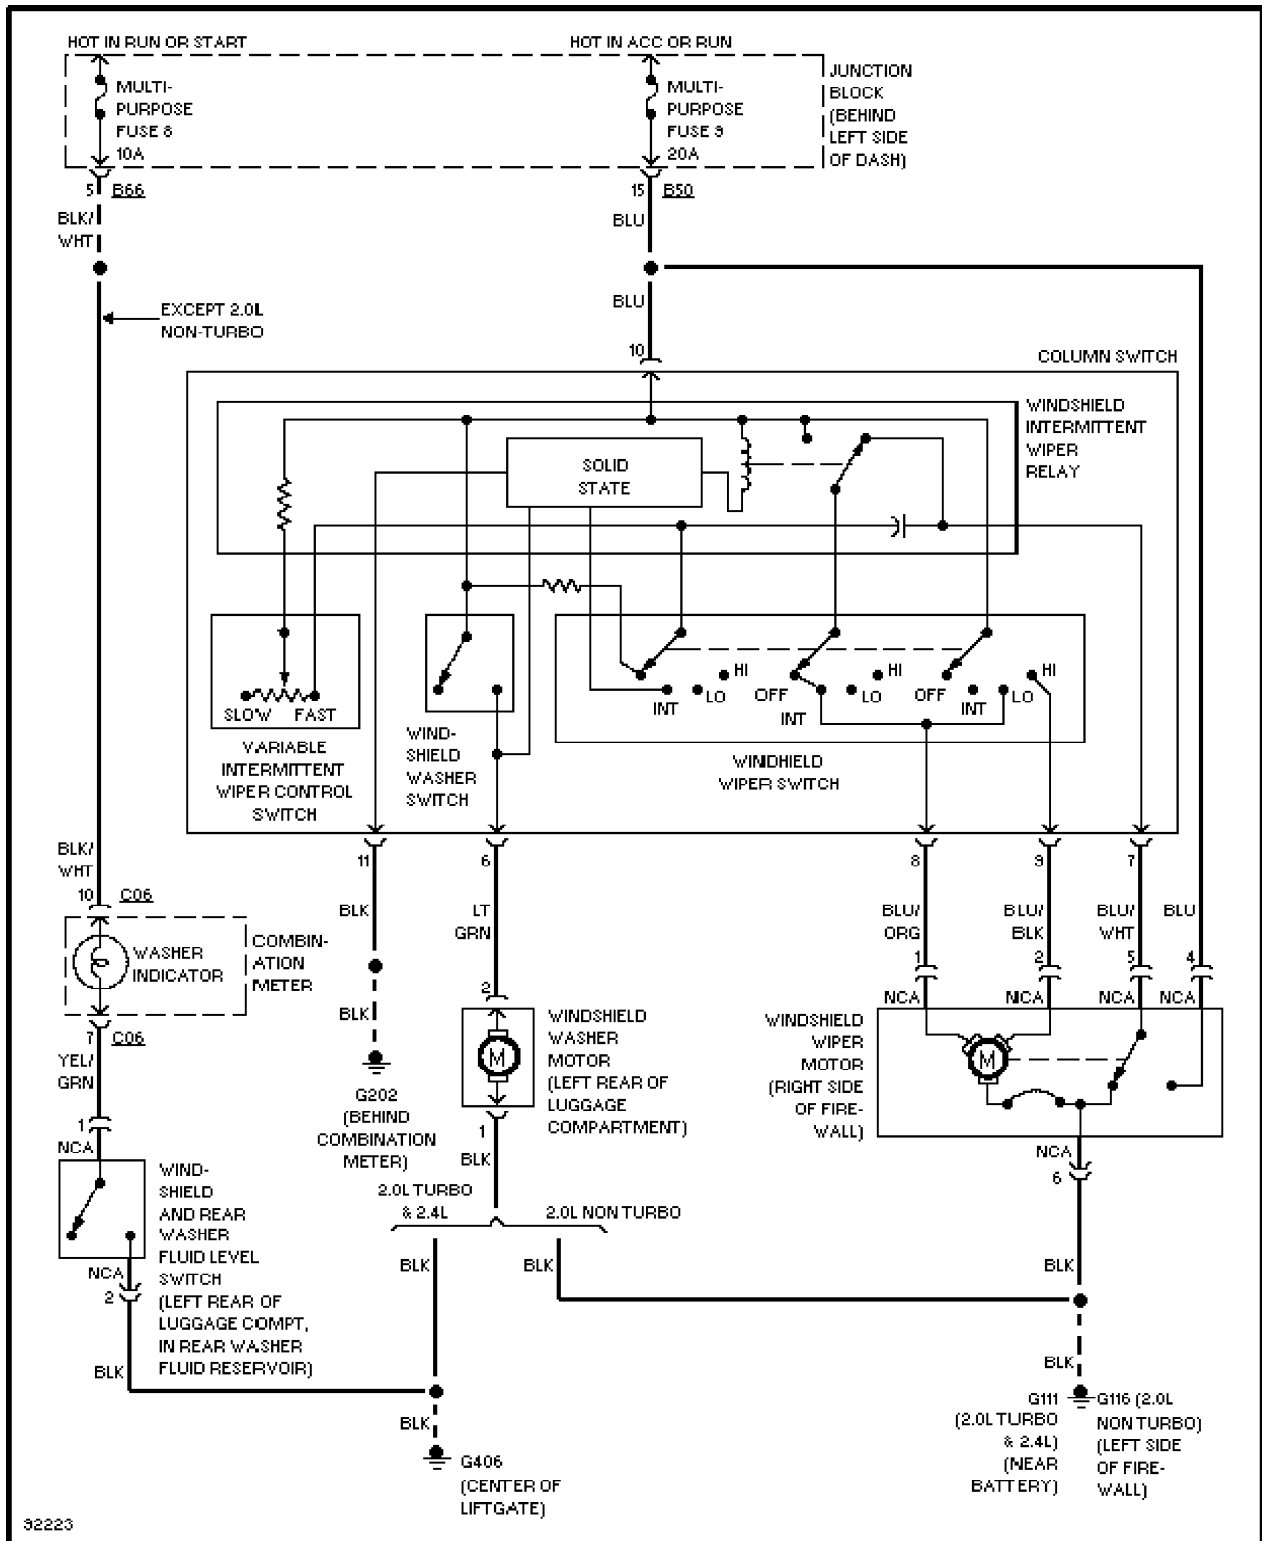 HOT IN RUN OR START
HOT IN ACC OR RUN
MULTI-
PURPOSE
FUSE 8
10A
MULTI-
PURPOSE
FUSE 9
20A
JUNCTION
BLOCK
(BEHIND
LEFT SIDE
OF DASH)
5 B66
15 B50
BLK/
WHT
BLU
EXCEPT 2.0L
NON-TURBO
BLU
10
COLUMN SWITCH
WINDSHIELD
INTERMITTENT
WIPER
RELAY
SOLID
STATE
SLOW FAST
VARIABLE
INTERMITTENT
WIPER CONTROL
SWITCH
WIND-
SHIELD
WASHER
SWITCH
INT
LO
HI
OFF
INT
LO
HI
OFF
INT
LO
HI
WINDHIELD
WIPER SWITCH
11
6
8
9
7
BLK/
WHT
10 C06
WASHER
INDICATOR
COMBIN-
ATION
METER
7 C06
YEL/
GRN
1
NCA
WIND-
SHIELD
AND REAR
WASHER
FLUID LEVEL
SWITCH
(LEFT REAR OF
LUGGAGE COMPT,
IN REAR WASHER
FLUID RESERVOIR)
NCA
2
BLK
BLK
BLK
G202
(BEHIND
COMBINATION
METER)
LT
GRN
2
M
WINDSHIELD
WASHER
MOTOR
(LEFT REAR OF
LUGGAGE
COMPARTMENT)
1
BLK
2.0L TURBO
& 2.4L
2.0L NON TURBO
BLK
BLK
BLK
G406
(CENTER OF
LIFTGATE)
BLU/
ORG
BLU/
BLK
BLU/
WHT
BLU
1
2
5
4
NCA
NCA
NCA
NCA
WINDSHIELD
WIPER
MOTOR
(RIGHT SIDE
OF FIRE-
WALL)
M
NCA
6
BLK
BLK
G111
(2.0L TURBO
& 2.4L)
(NEAR
BATTERY)
G116 (2.0L
NON TURBO)
(LEFT SIDE
OF FIRE-
WALL)
92223